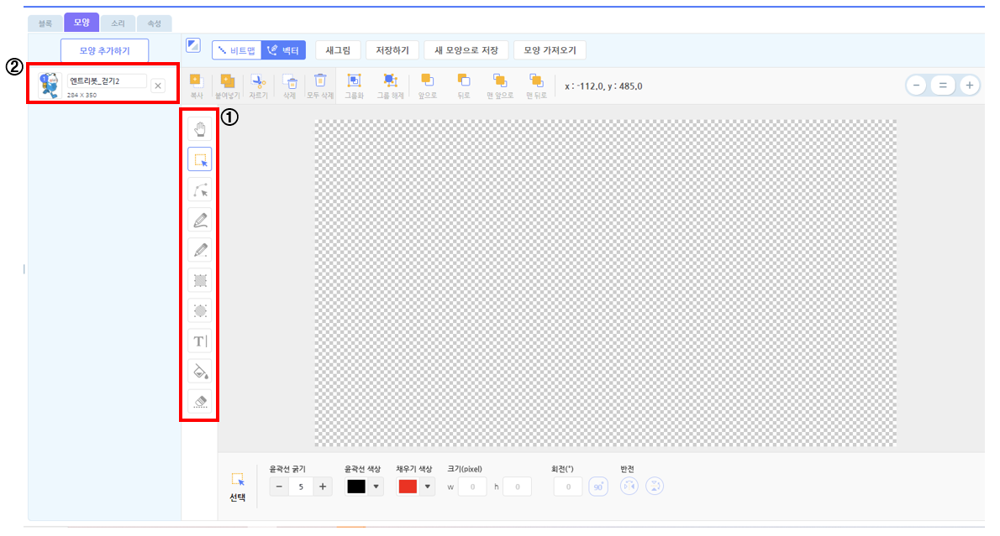 블록 모양 소리 속성
모양 추가하기
비트맵 벡터 새그림 저장하기 새 모양으로 저장 모양 가져오기
②
1
엔트리봇_걷기2
284 X 350
복사 붙여넣기 자르기 삭제 모두 삭제 그룹화 그룹 해제 앞으로 뒤로 맨 앞으로 맨 뒤로
x : -112.0, y : 485.0
①
T
선택
윤곽선 굵기 윤곽선 색상 채우기 색상 크기(pixel) 회전(°) 반전
− 5 + w 0 h 0 0 90°